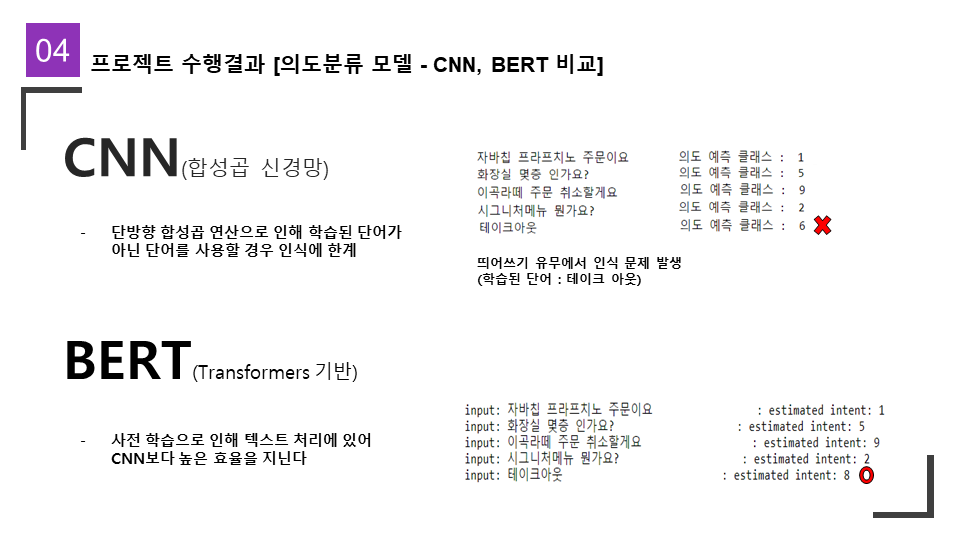 04
프로젝트 수행결과 [의도분류 모델 - CNN, BERT 비교]
CNN(합성곱 신경망)
- 단방향 합성곱 연산으로 인해 학습된 단어가
아닌 단어를 사용할 경우 인식에 한계
자바칩 프라프치노 주문이요 의도 예측 클래스 : 1
화장실 몇층 인가요? 의도 예측 클래스 : 5
이곡라떼 주문 취소할게요 의도 예측 클래스 : 9
시그니처메뉴 뭔가요? 의도 예측 클래스 : 2
테이크아웃 의도 예측 클래스 : 6
띄어쓰기 유무에서 인식 문제 발생
(학습된 단어 : 테이크 아웃)
BERT(Transformers 기반)
- 사전 학습으로 인해 텍스트 처리에 있어
CNN보다 높은 효율을 지닌다
input: 자바칩 프라프치노 주문이요 : estimated intent: 1
input: 화장실 몇층 인가요? : estimated intent: 5
input: 이곡라떼 주문 취소할게요 : estimated intent: 9
input: 시그니처메뉴 뭔가요? : estimated intent: 2
input: 테이크아웃 : estimated intent: 8